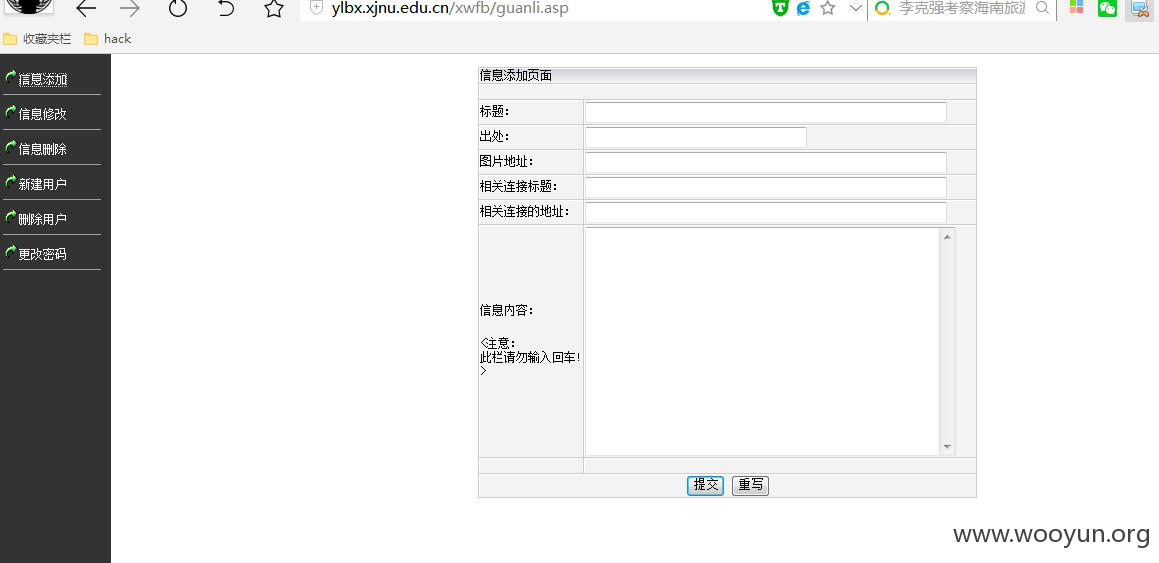 ylbx.xjnu.edu.cn/xwfb/guanli.asp
李克强考察海南旅游
收藏夹栏
hack
信息添加
信息修改
信息删除
新建用户
删除用户
更改密码
信息添加页面
标题:
出处:
图片地址:
相关连接标题:
相关连接的地址:
信息内容:
<注意:
此栏请勿输入回车!
>
提交
重写
www.wooyun.org